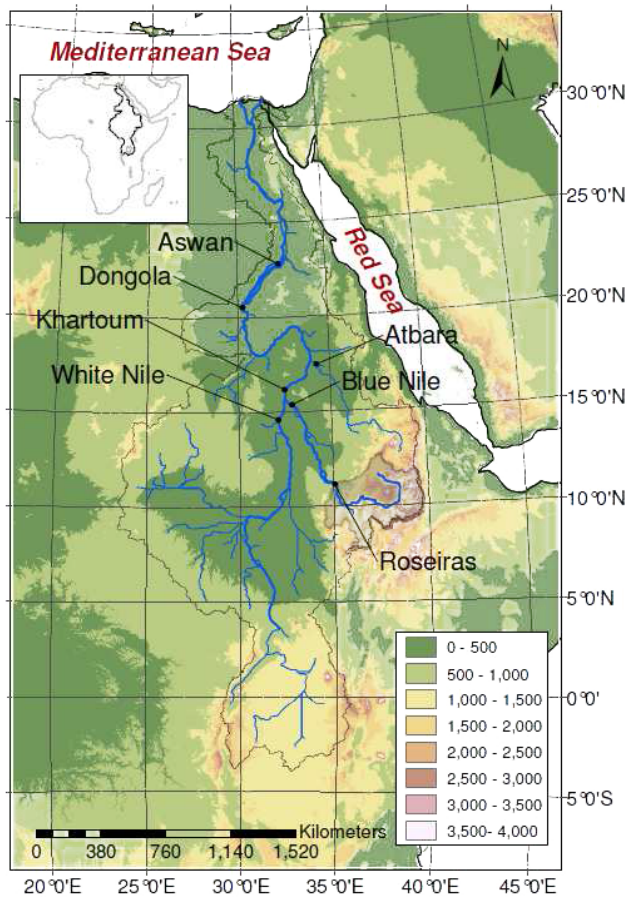 Mediterranean Sea
N
30°0'N
25°0'N
Red Sea
Aswan
Dongola
20°0'N
Khartoum
Atbara
White Nile
Blue Nile
15°0'N
10°0'N
Roseiras
5°0'N
0 - 500
500 - 1,000
1,000 - 1,500
1,500 - 2,000
2,000 - 2,500
2,500 - 3,000
3,000 - 3,500
3,500- 4,000
0°0'
5°0'S
Kilometers
0 380 760 1,140 1,520
20°0'E 25°0'E 30°0'E 35°0'E 40°0'E 45°0'E